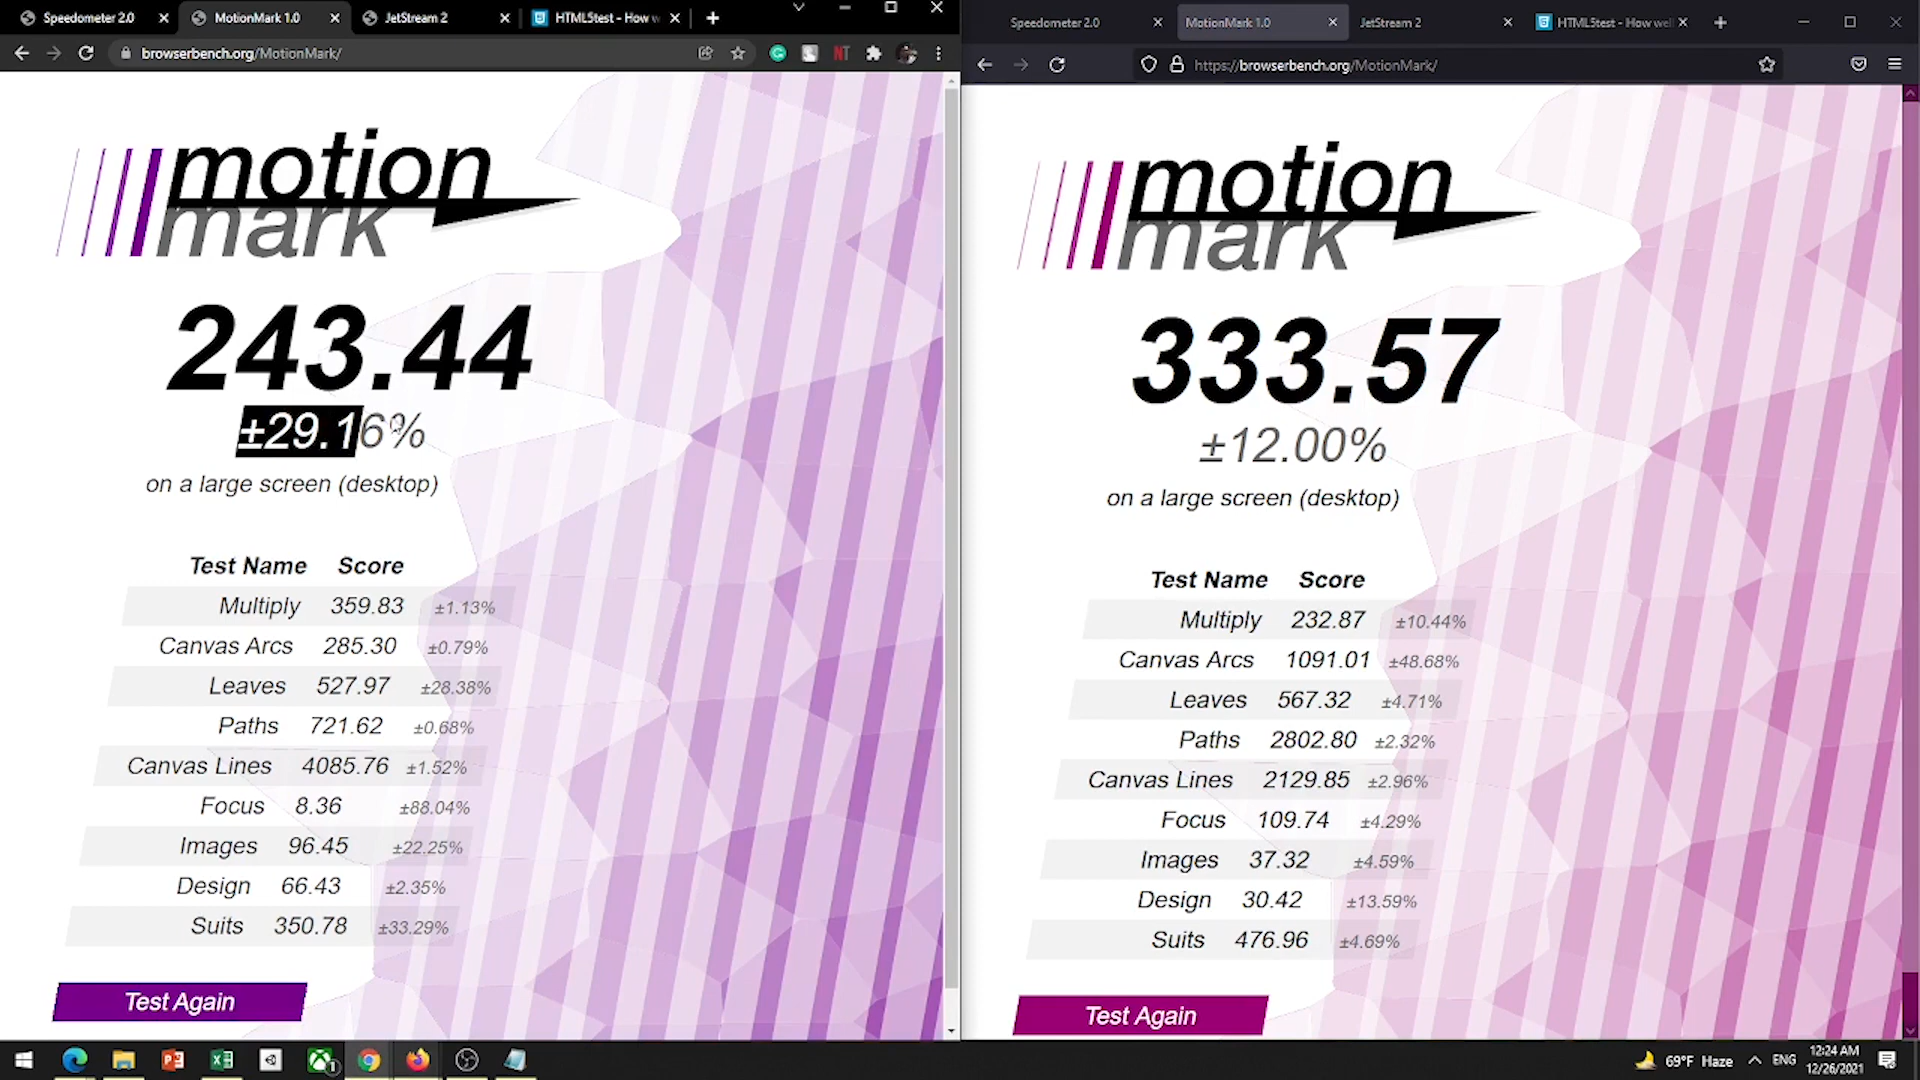 Speedometer 2.0
MotionMark 1.0
JetStream 2
HTML5test - How w
browserbench.org/MotionMark/
NT
motion
mark
243.44
±29.16%
on a large screen (desktop)
Test Name Score
Multiply 359.83 ±1.13%
Canvas Arcs 285.30 ±0.79%
Leaves 527.97 ±28.38%
Paths 721.62 ±0.68%
Canvas Lines 4085.76 ±1.52%
Focus 8.36 ±88.04%
Images 96.45 ±22.25%
Design 66.43 ±2.35%
Suits 350.78 ±33.29%
Test Again
Speedometer 2.0
MotionMark 1.0
JetStream 2
HTML5test - How well
https://browserbench.org/MotionMark/
motion
mark
333.57
±12.00%
on a large screen (desktop)
Test Name Score
Multiply 232.87 ±10.44%
Canvas Arcs 1091.01 ±48.68%
Leaves 567.32 ±4.71%
Paths 2802.80 ±2.32%
Canvas Lines 2129.85 ±2.96%
Focus 109.74 ±4.29%
Images 37.32 ±4.59%
Design 30.42 ±13.59%
Suits 476.96 ±4.69%
Test Again
1
69°F Haze
ENG
12:24 AM
12/26/2021